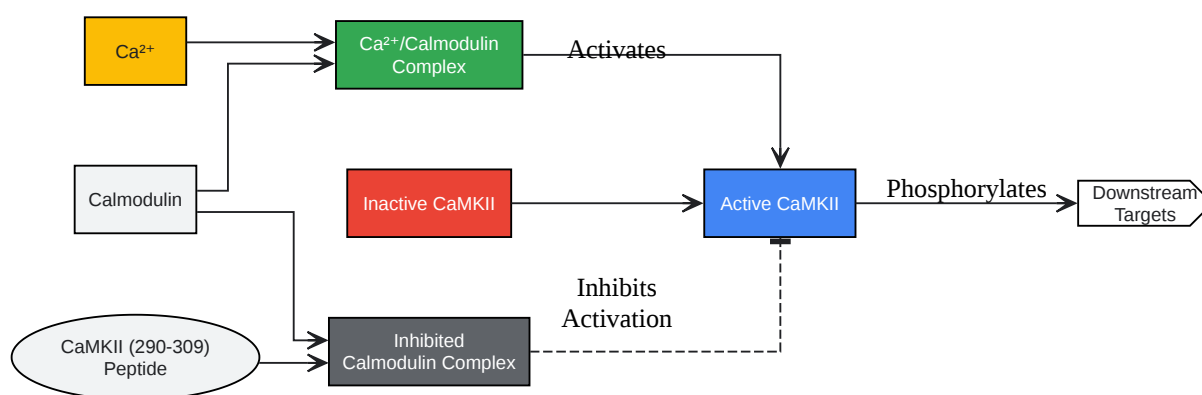 Ca²⁺
Ca²⁺/Calmodulin
Complex
Activates
Calmodulin
Inactive CaMKII
Active CaMKII
Phosphorylates
Downstream
Targets
Inhibits
Activation
CaMKII (290-309)
Peptide
Inhibited
Calmodulin Complex